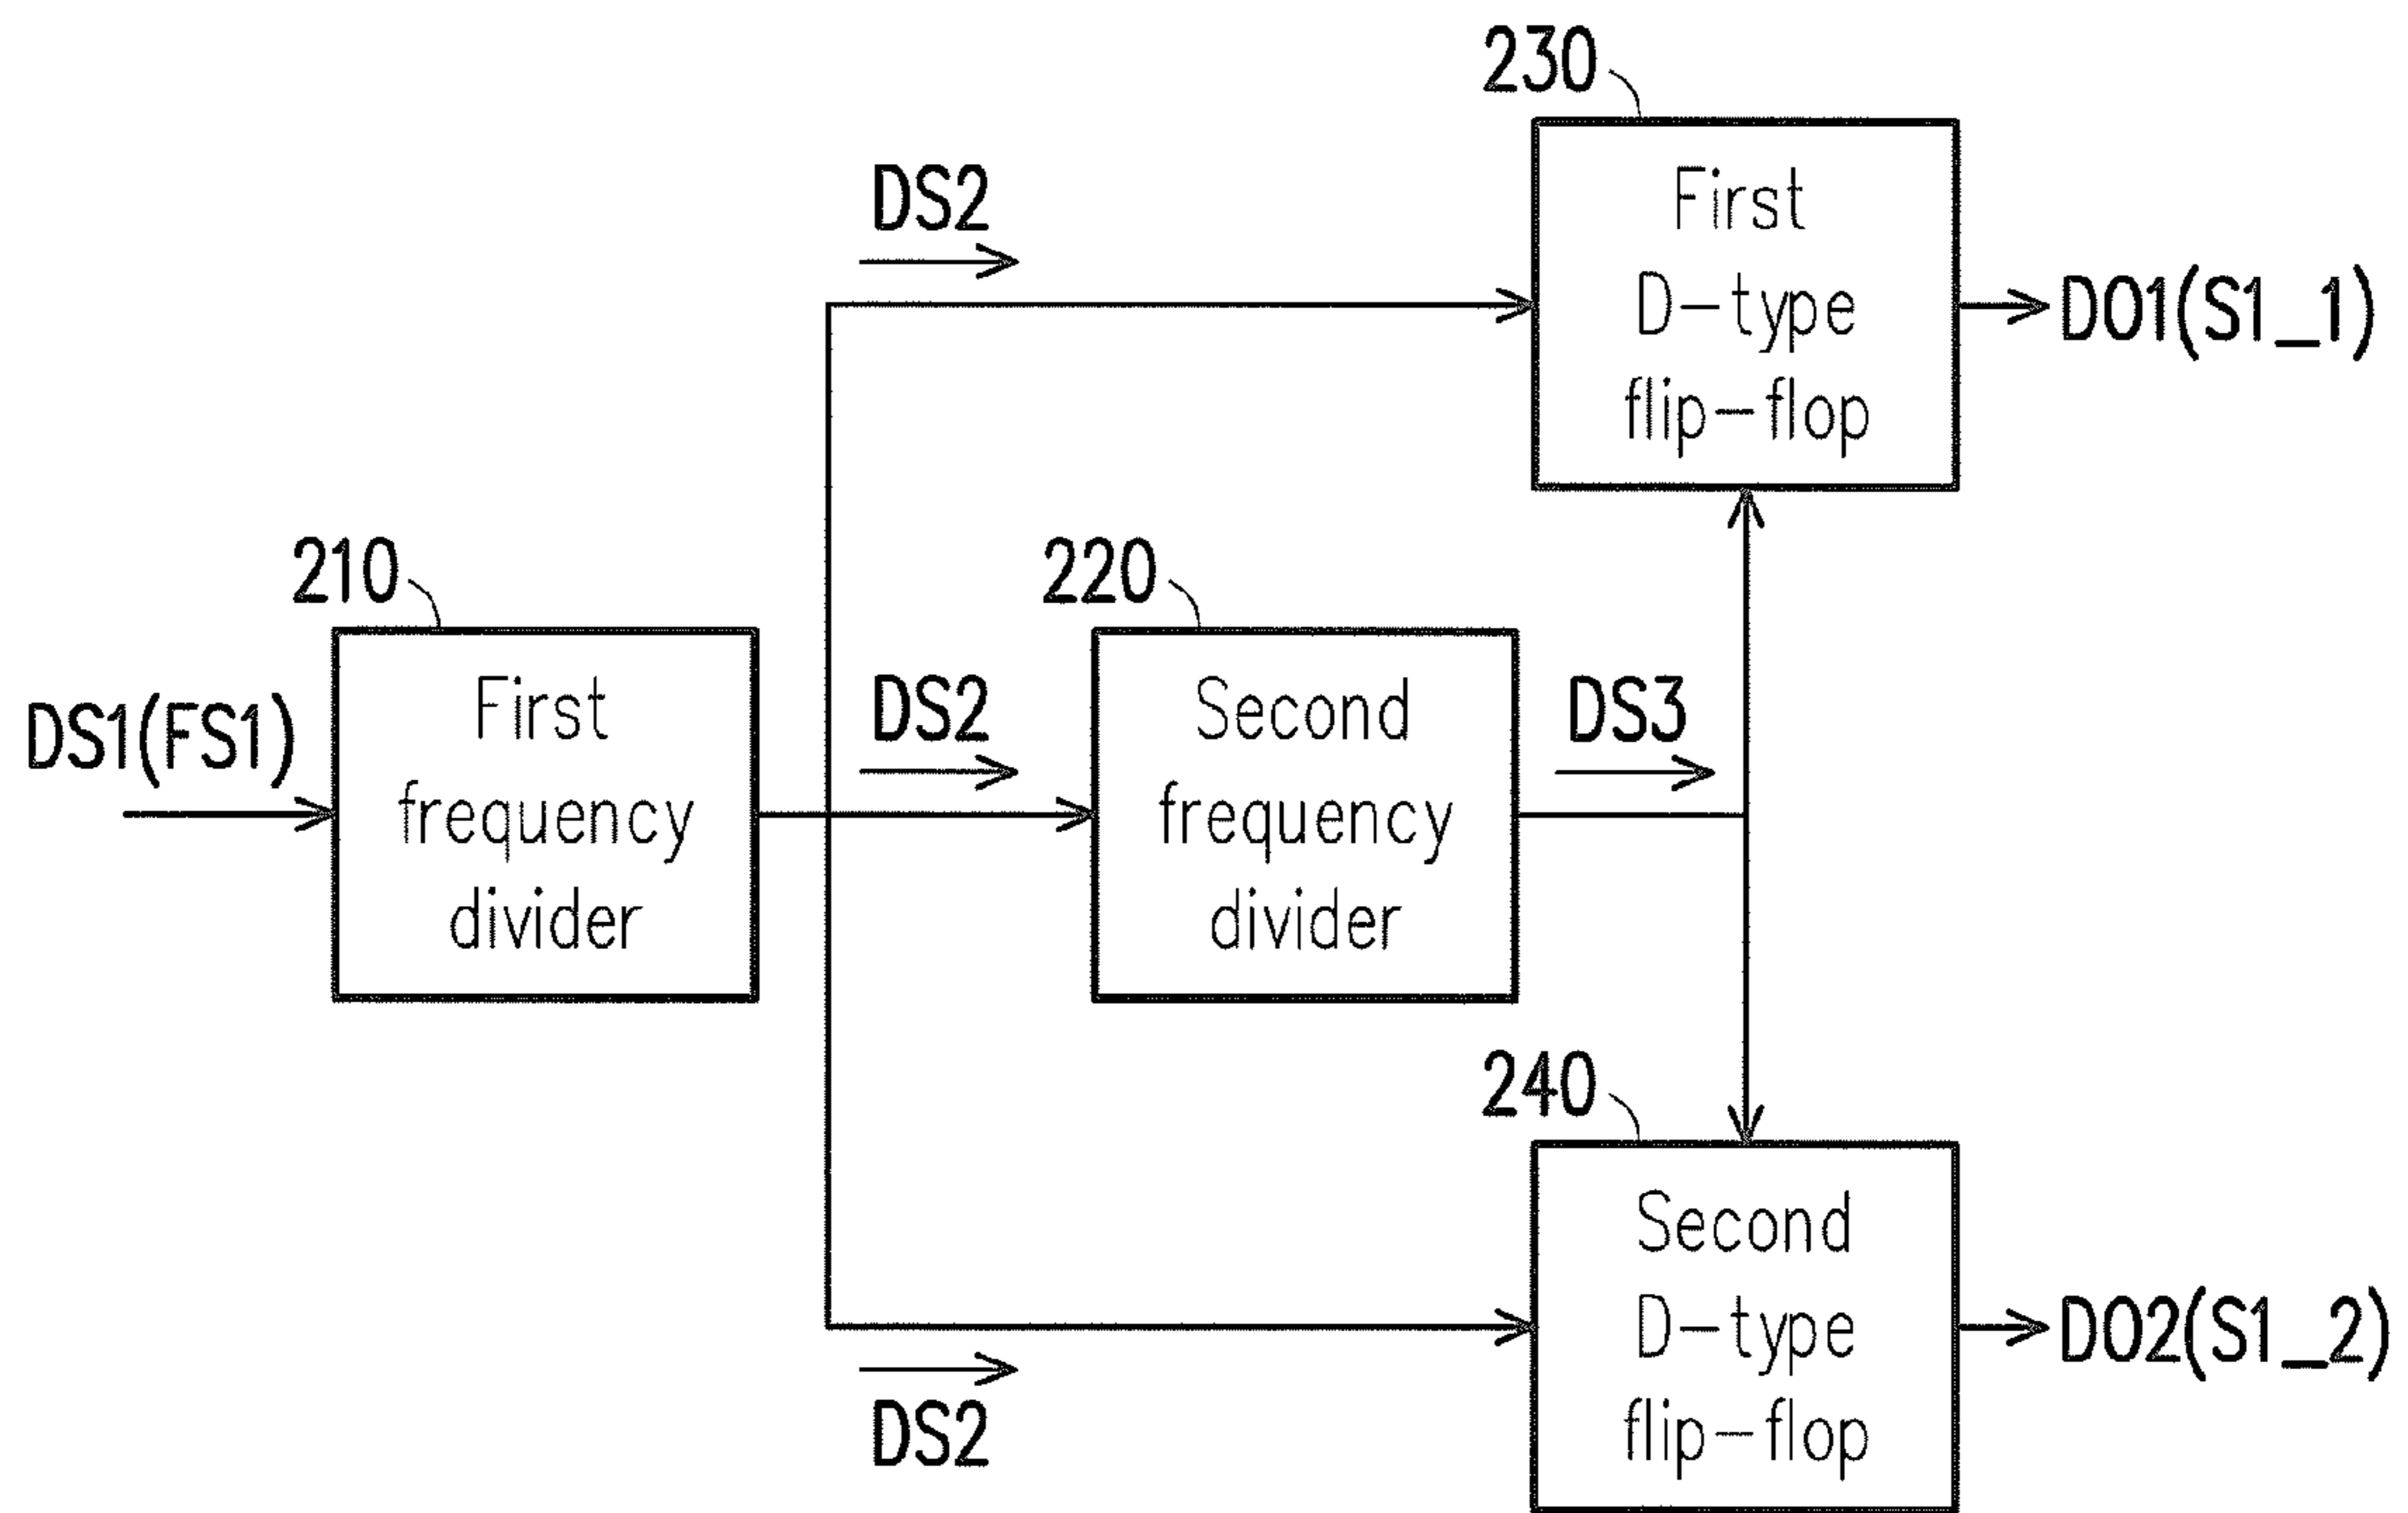 230
First
D-type
flip-flop
DS2
DO1(S1_1)
210
First
frequency
divider
DS1(FS1)
DS2
220
Second
frequency
divider
DS3
240
Second
D-type
flip-flop
DO2(S1_2)
DS2